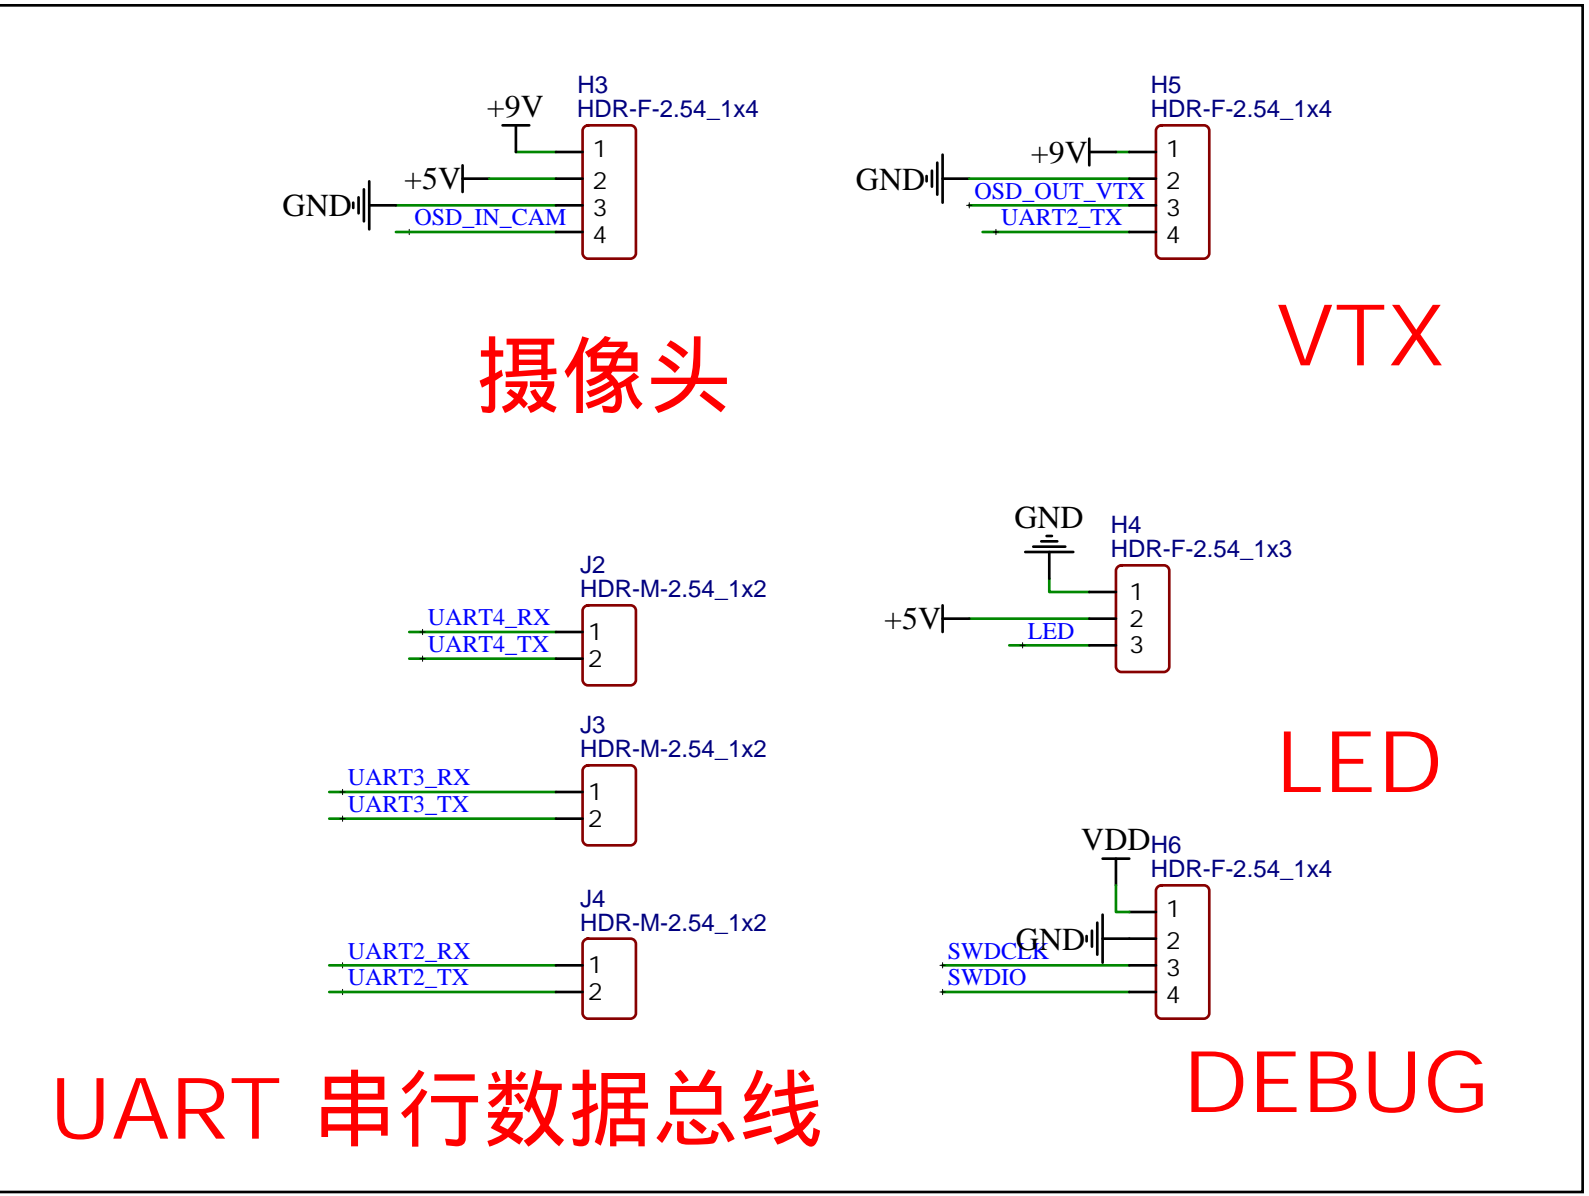 H3
HDR-F-2.54_1x4
+9V
1
+5V
2
GND
3
OSD_IN_CAM
4
摄像头
H5
HDR-F-2.54_1x4
+9V
1
GND
2
OSD_OUT_VTX
3
UART2_TX
4
VTX
J2
HDR-M-2.54_1x2
UART4_RX
1
UART4_TX
2
J3
HDR-M-2.54_1x2
UART3_RX
1
UART3_TX
2
J4
HDR-M-2.54_1x2
UART2_RX
1
UART2_TX
2
UART 串行数据总线
GND
H4
HDR-F-2.54_1x3
1
+5V
2
LED
3
LED
VDD
H6
HDR-F-2.54_1x4
1
GND
2
SWDCLK
3
SWDIO
4
DEBUG